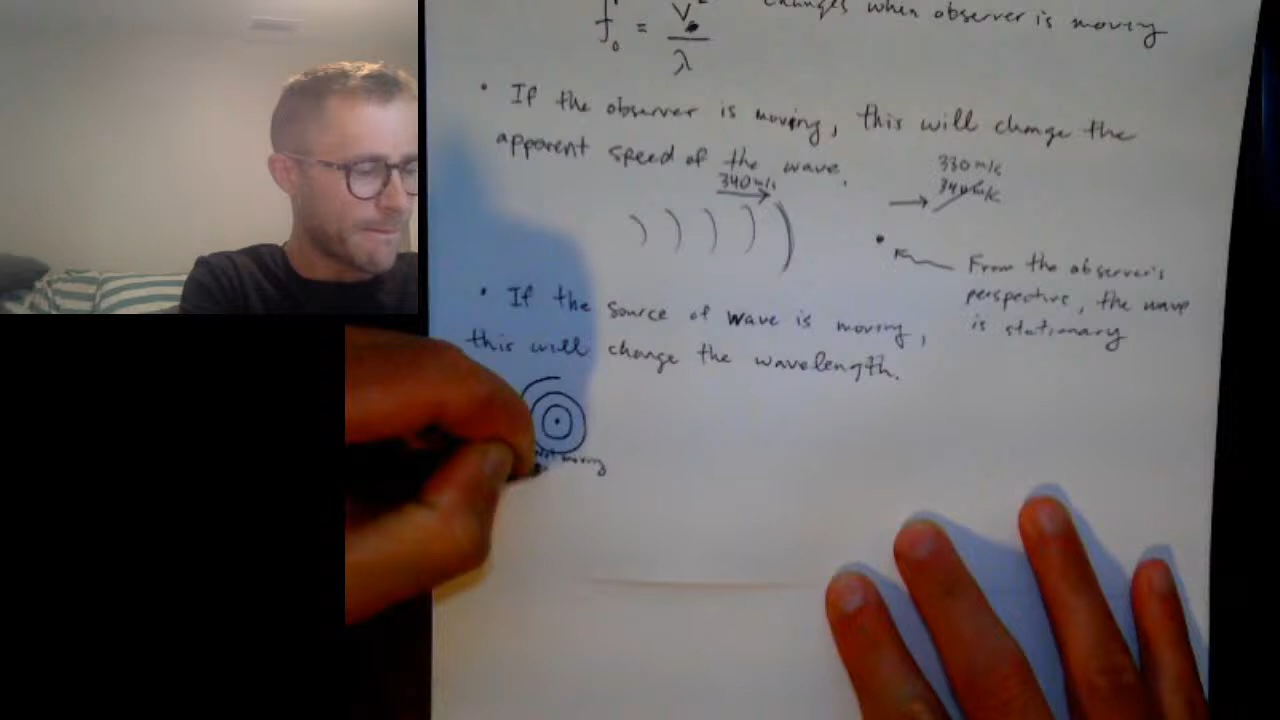 changes when observer is moving
f₀ = v / λ
• If the observer is moving, this will change the
apparent speed of the wave.
340 m/s
330 m/s
340 m/s
From the observer's
perspective, the wave
is stationary
• If the source of wave is moving,
this will change the wavelength.
moving